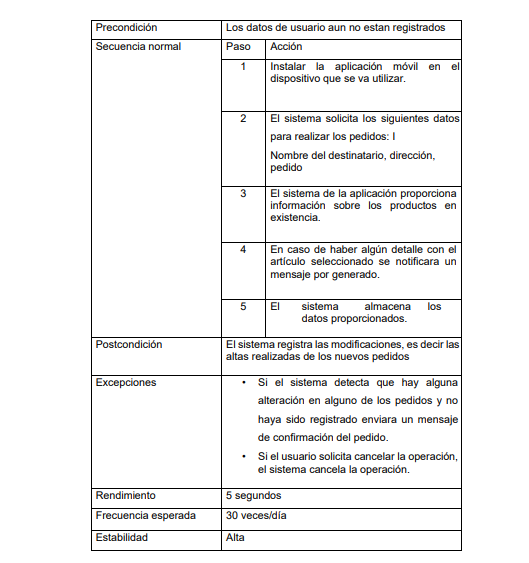 Precondición Los datos de usuario aun no estan registrados
Secuencia normal Paso Acción
1 Instalar la aplicación móvil en el
dispositivo que se va utilizar.
2 El sistema solicita los siguientes datos
para realizar los pedidos: I
Nombre del destinatario, dirección,
pedido
3 El sistema de la aplicación proporciona
información sobre los productos en
existencia.
4 En caso de haber algún detalle con el
artículo seleccionado se notificara un
mensaje por generado.
5 El sistema almacena los
datos proporcionados.
Postcondición El sistema registra las modificaciones, es decir las
altas realizadas de los nuevos pedidos
Excepciones • Si el sistema detecta que hay alguna
alteración en alguno de los pedidos y no
haya sido registrado enviara un mensaje
de confirmación del pedido.
• Si el usuario solicita cancelar la operación,
el sistema cancela la operación.
Rendimiento 5 segundos
Frecuencia esperada 30 veces/día
Estabilidad Alta